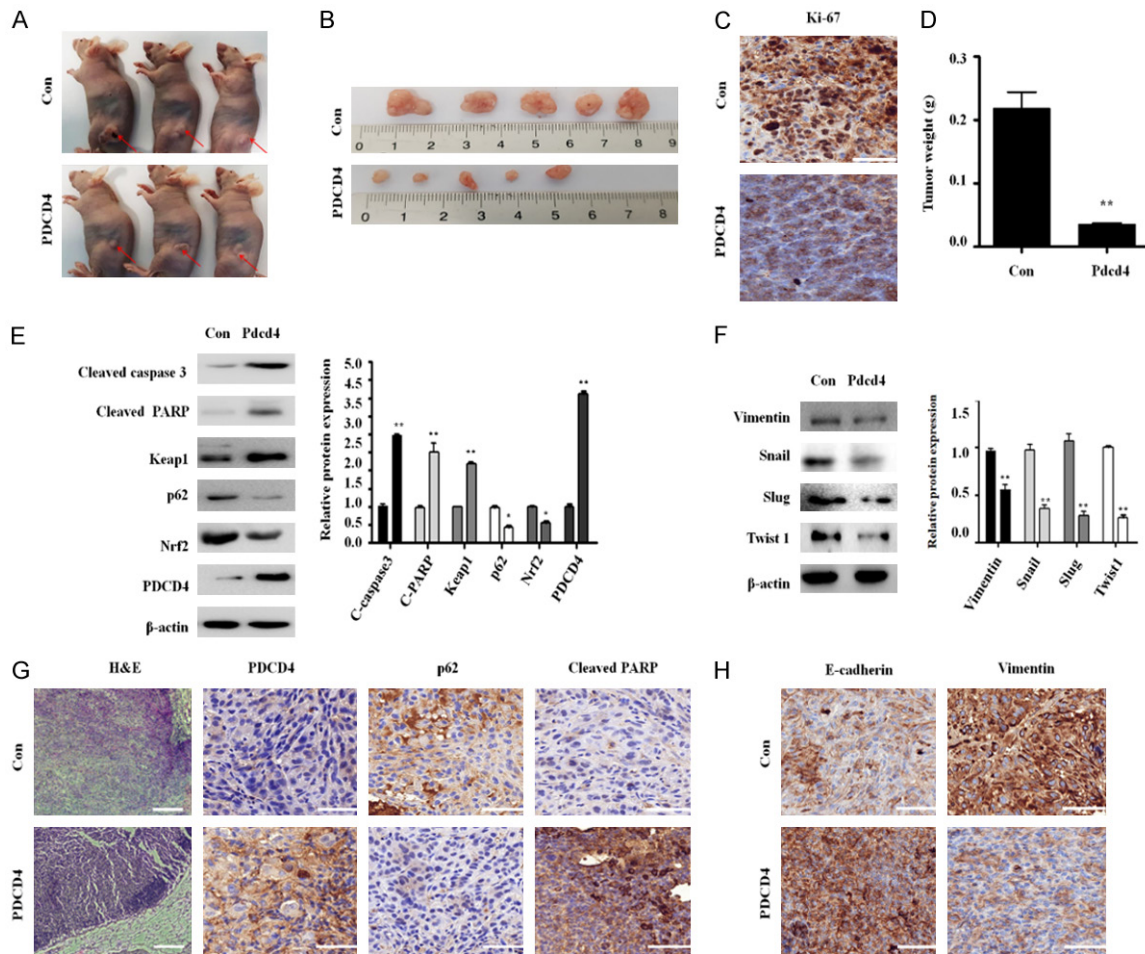 A
Con
PDCD4
B
Con
0 1 2 3 4 5 6 7 8 9
PDCD4
0 1 2 3 4 5 6 7 8
C
Ki-67
Con
PDCD4
D
Tumor weight (g)
0.3
0.2
0.1
0.0
**
Con Pdcd4
E
Con Pdcd4
Cleaved caspase 3
Cleaved PARP
Keap1
p62
Nrf2
PDCD4
β-actin
Relative protein expression
5.0
4.5
3.0
2.5
2.0
1.5
1.0
0.5
0.0
** ** ** * * **
C-caspase3 C-PARP Keap1 p62 Nrf2 PDCD4
F
Con Pdcd4
Vimentin
Snail
Slug
Twist 1
β-actin
Relative protein expression
1.5
1.0
0.5
0.0
** ** ** **
Vimentin Snail Slug Twist1
G
H&E PDCD4 p62 Cleaved PARP
Con
PDCD4
H
E-cadherin Vimentin
Con
PDCD4